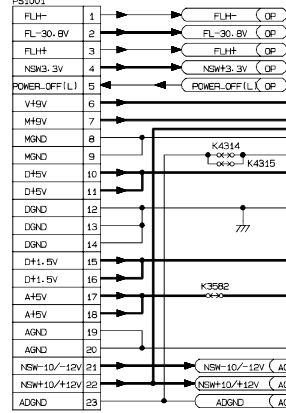 PS1001
FLH- 1 FLH- OP
FL-30.8V 2 FL-30.8V OP
FLH+ 3 FLH+ OP
NSW3.3V 4 NSW+3.3V OP
POWER_OFF(L) 5 POWER_OFF(L) OP
V+9V 6
M+9V 7
MGND 8
K4314
MGND 9
K4315
D+5V 10
D+5V 11
DGND 12
DGND 13
DGND 14
D+1.5V 15
D+1.5V 16
K3582
A+5V 17
A+5V 18
AGND 19
AGND 20
NSW-10/-12V 21 NSW-10/-12V
NSW+10/+12V 22 NSW+10/+12V
ADGND 23 ADGND